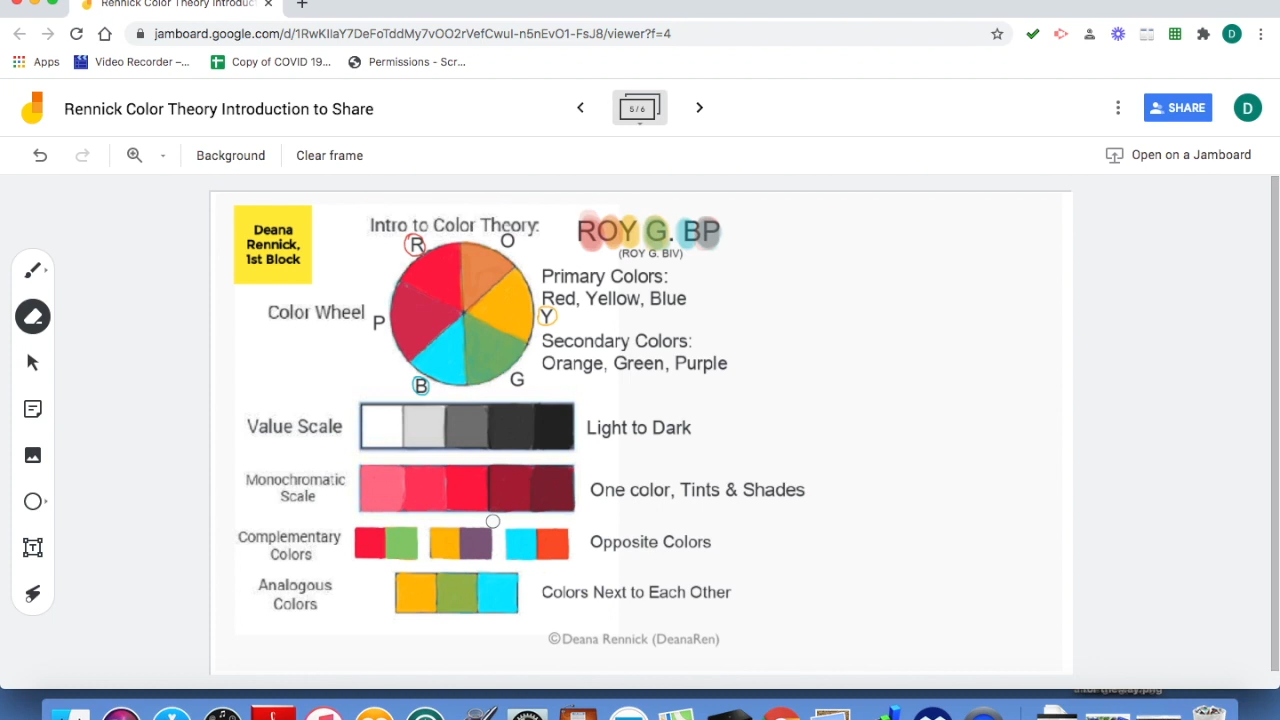 Rennick Color Theory Introduc
jamboard.google.com/d/1RwKIlaY7DeFoTddMy7vOO2rVefCwuI-n5nEvO1-FsJ8/viewer?f=4
D
Apps
Video Recorder –...
Copy of COVID 19...
Permissions - Scr...
Rennick Color Theory Introduction to Share
5 / 6
SHARE
D
Background
Clear frame
Open on a Jamboard
Deana
Rennick,
1st Block
Intro to Color Theory:
ROY G. BP
(ROY G. BIV)
R
O
Primary Colors:
Red, Yellow, Blue
Color Wheel
P
Y
Secondary Colors:
Orange, Green, Purple
B
G
Value Scale
Light to Dark
Monochromatic
Scale
One color, Tints & Shades
Complementary
Colors
Opposite Colors
Analogous
Colors
Colors Next to Each Other
©Deana Rennick (DeanaRen)